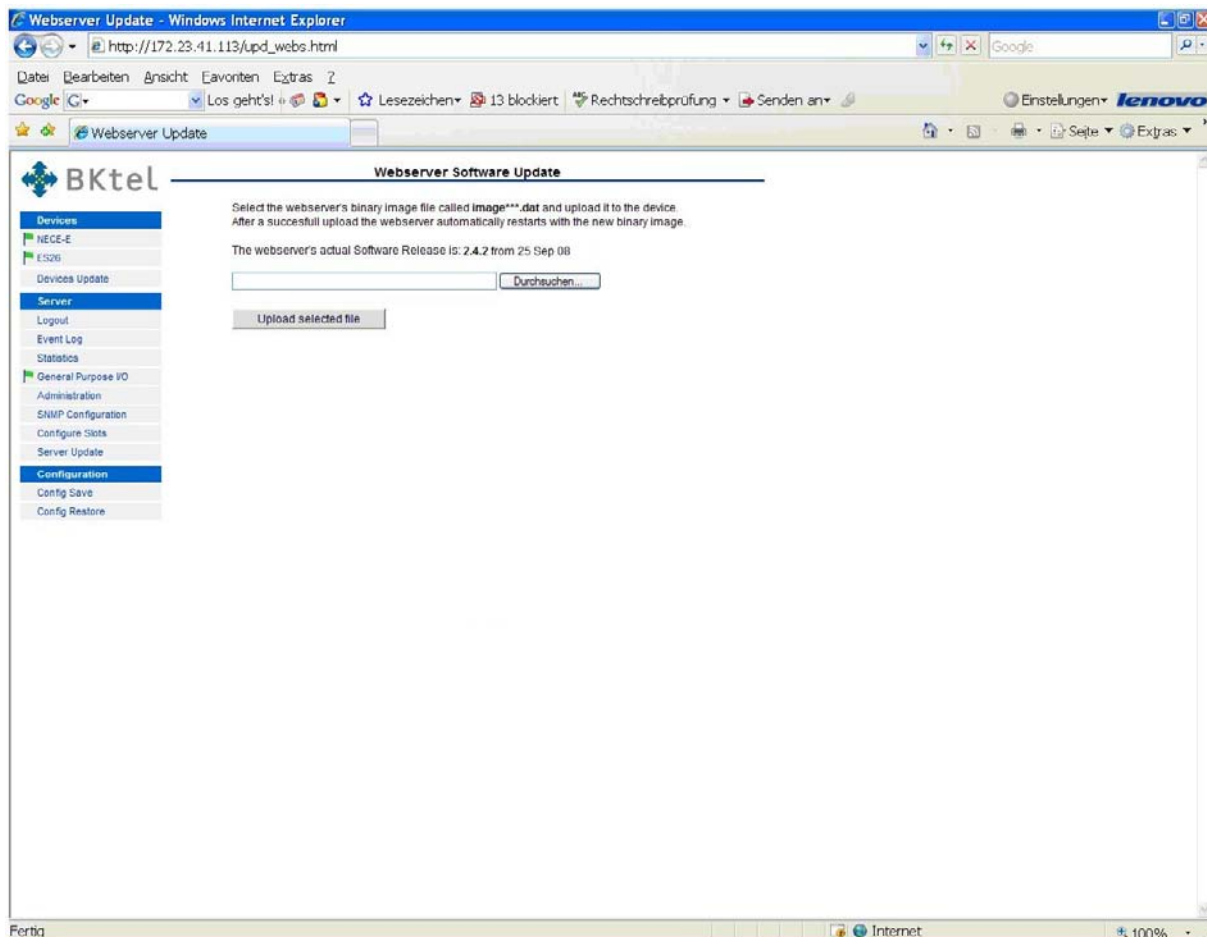 Webserver Update - Windows Internet Explorer
http://172.23.41.113/upd_webs.html
Google
Datei Bearbeiten Ansicht Favoriten Extras ?
Google G Los geht's! Lesezeichen 13 blockiert Rechtschreibprüfung Senden an Einstellungen lenovo
Webserver Update
Seite Extras
BKtel
Devices
NECE-E
ES26
Devices Update
Server
Logout
Event Log
Statistics
General Purpose I/O
Administration
SNMP Configuration
Configure Slots
Server Update
Configuration
Config Save
Config Restore
Webserver Software Update
Select the webserver's binary image file called image***.dat and upload it to the device.
After a succesfull upload the webserver automatically restarts with the new binary image.
The webserver's actual Software Release is: 2.4.2 from 25 Sep 08
Durchsuchen...
Upload selected file
Fertig
Internet
100%